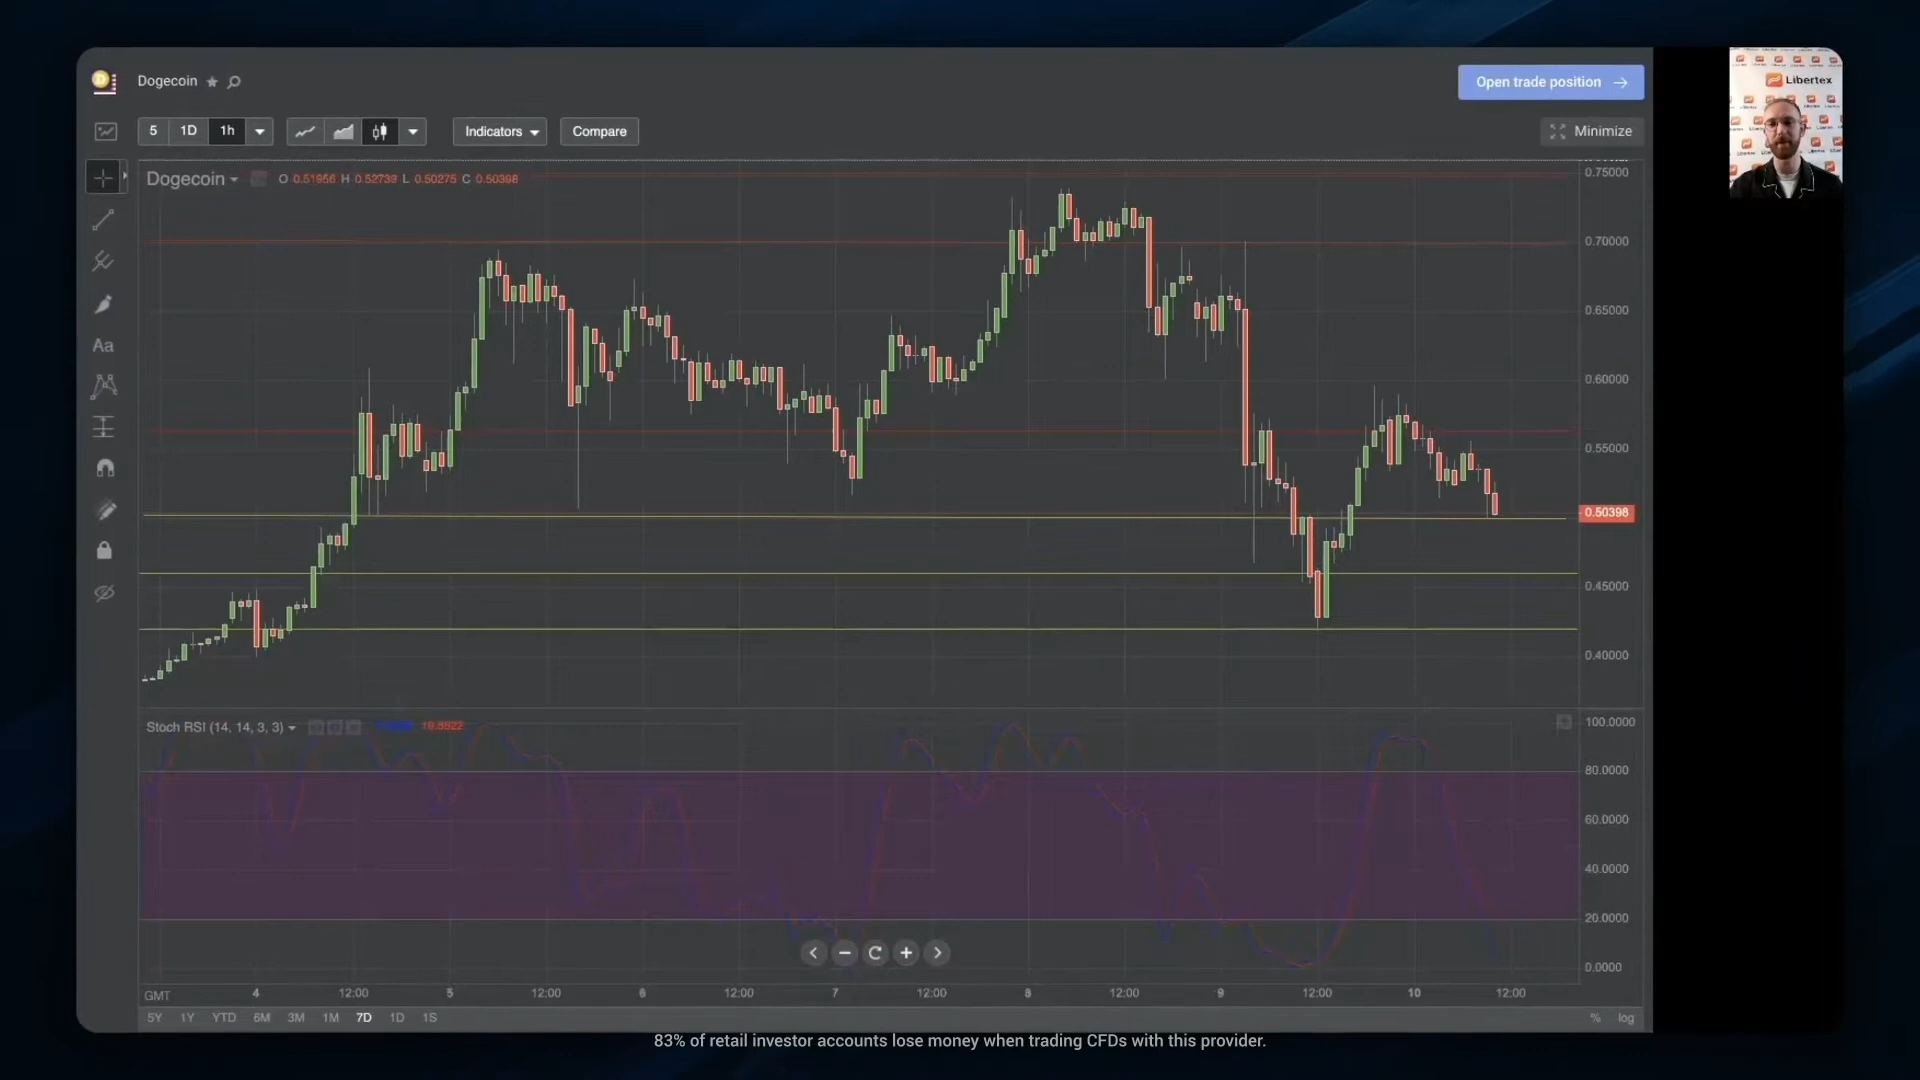 Dogecoin
Open trade position
Libertex
5 1D 1h Indicators Compare
Minimize
Dogecoin O 0.51956 H 0.52739 L 0.50275 C 0.50398
0.75000
0.70000
0.65000
Aa
0.60000
0.55000
0.50398
0.45000
0.40000
Stoch RSI (14, 14, 3, 3) 19.8922
100.0000
80.0000
60.0000
40.0000
20.0000
0.0000
GMT 4 12:00 5 12:00 6 12:00 7 12:00 8 12:00 9 12:00 10 12:00
5Y 1Y YTD 6M 3M 1M 7D 1D 1S % log
83% of retail investor accounts lose money when trading CFDs with this provider.